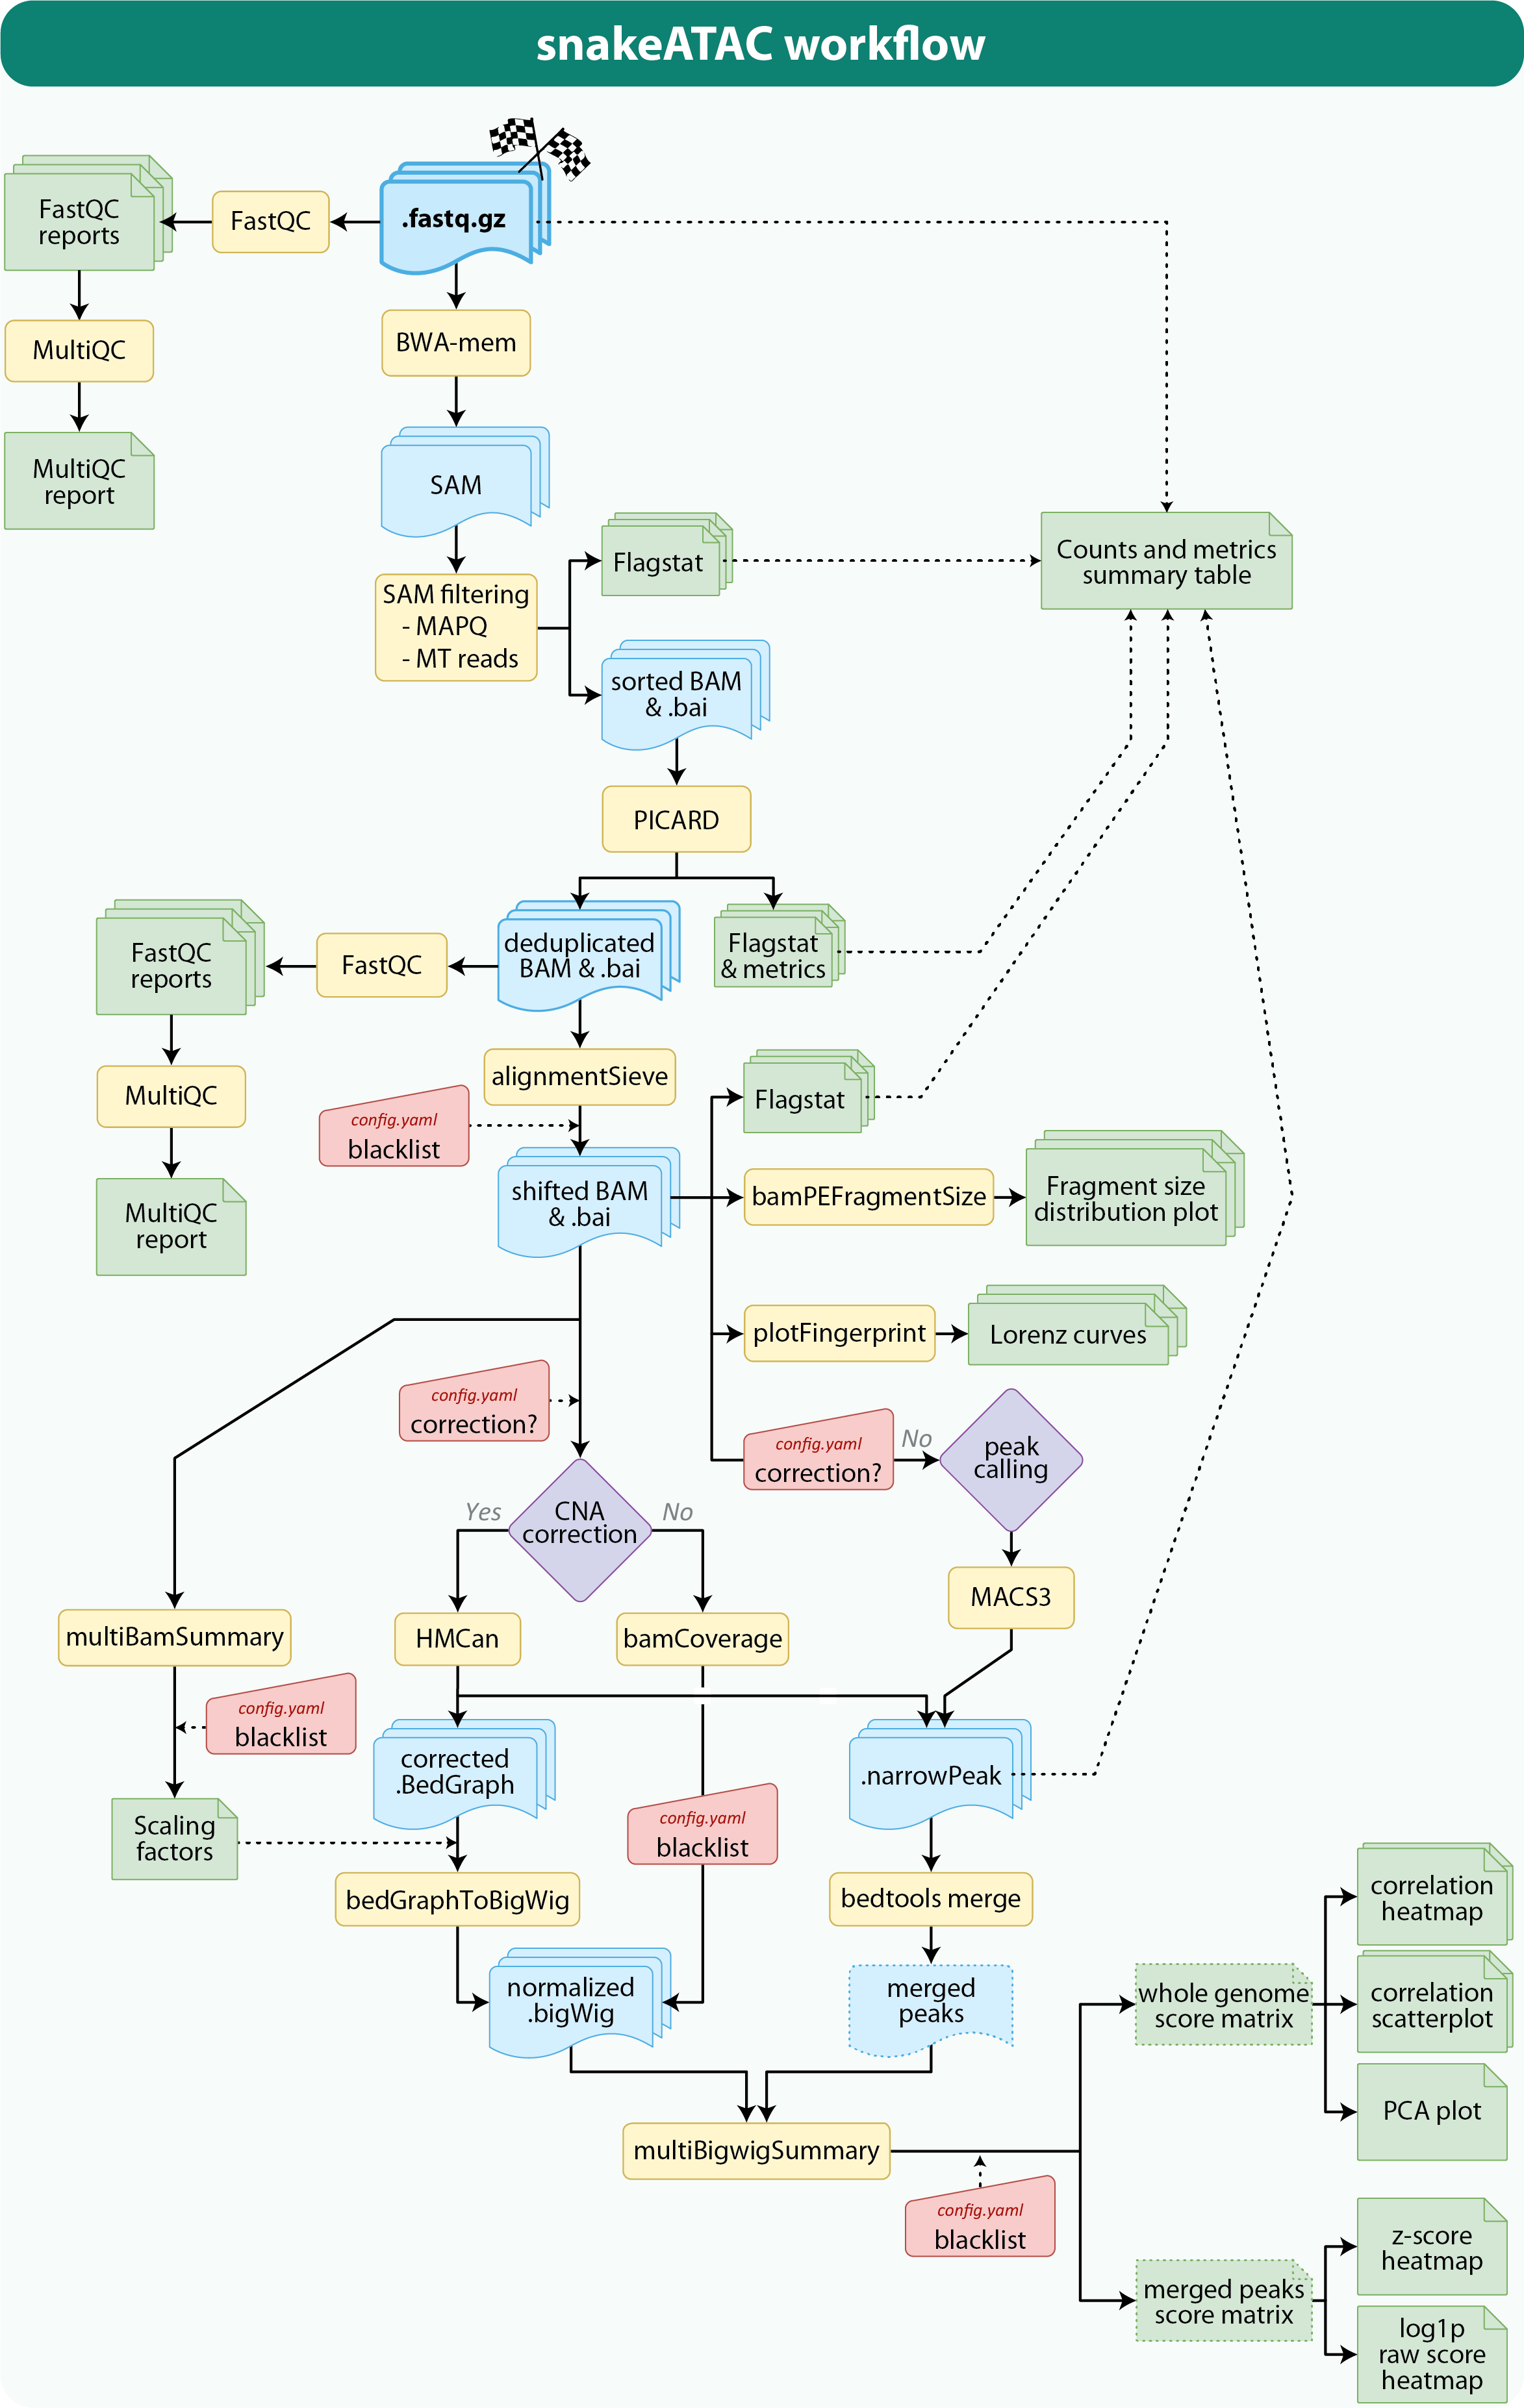 snakeATAC workflow
FastQC
reports
FastQC
.fastq.gz
MultiQC
BWA-mem
MultiQC
report
SAM
SAM filtering
- MAPQ
- MT reads
Flagstat
Counts and metrics
summary table
sorted BAM
& .bai
PICARD
FastQC
reports
FastQC
deduplicated
BAM & .bai
Flagstat
& metrics
MultiQC
alignmentSieve
config.yaml
blacklist
Flagstat
MultiQC
report
shifted BAM
& .bai
bamPEFragmentSize
Fragment size
distribution plot
plotFingerprint
Lorenz curves
config.yaml
correction?
config.yaml
correction?
No
peak
calling
Yes
CNA
correction
No
MACS3
multiBamSummary
HMCan
bamCoverage
config.yaml
blacklist
corrected
.BedGraph
.narrowPeak
Scaling
factors
config.yaml
blacklist
bedGraphToBigWig
bedtools merge
correlation
heatmap
normalized
.bigWig
merged
peaks
whole genome
score matrix
correlation
scatterplot
PCA plot
multiBigwigSummary
config.yaml
blacklist
z-score
heatmap
merged peaks
score matrix
log1p
raw score
heatmap